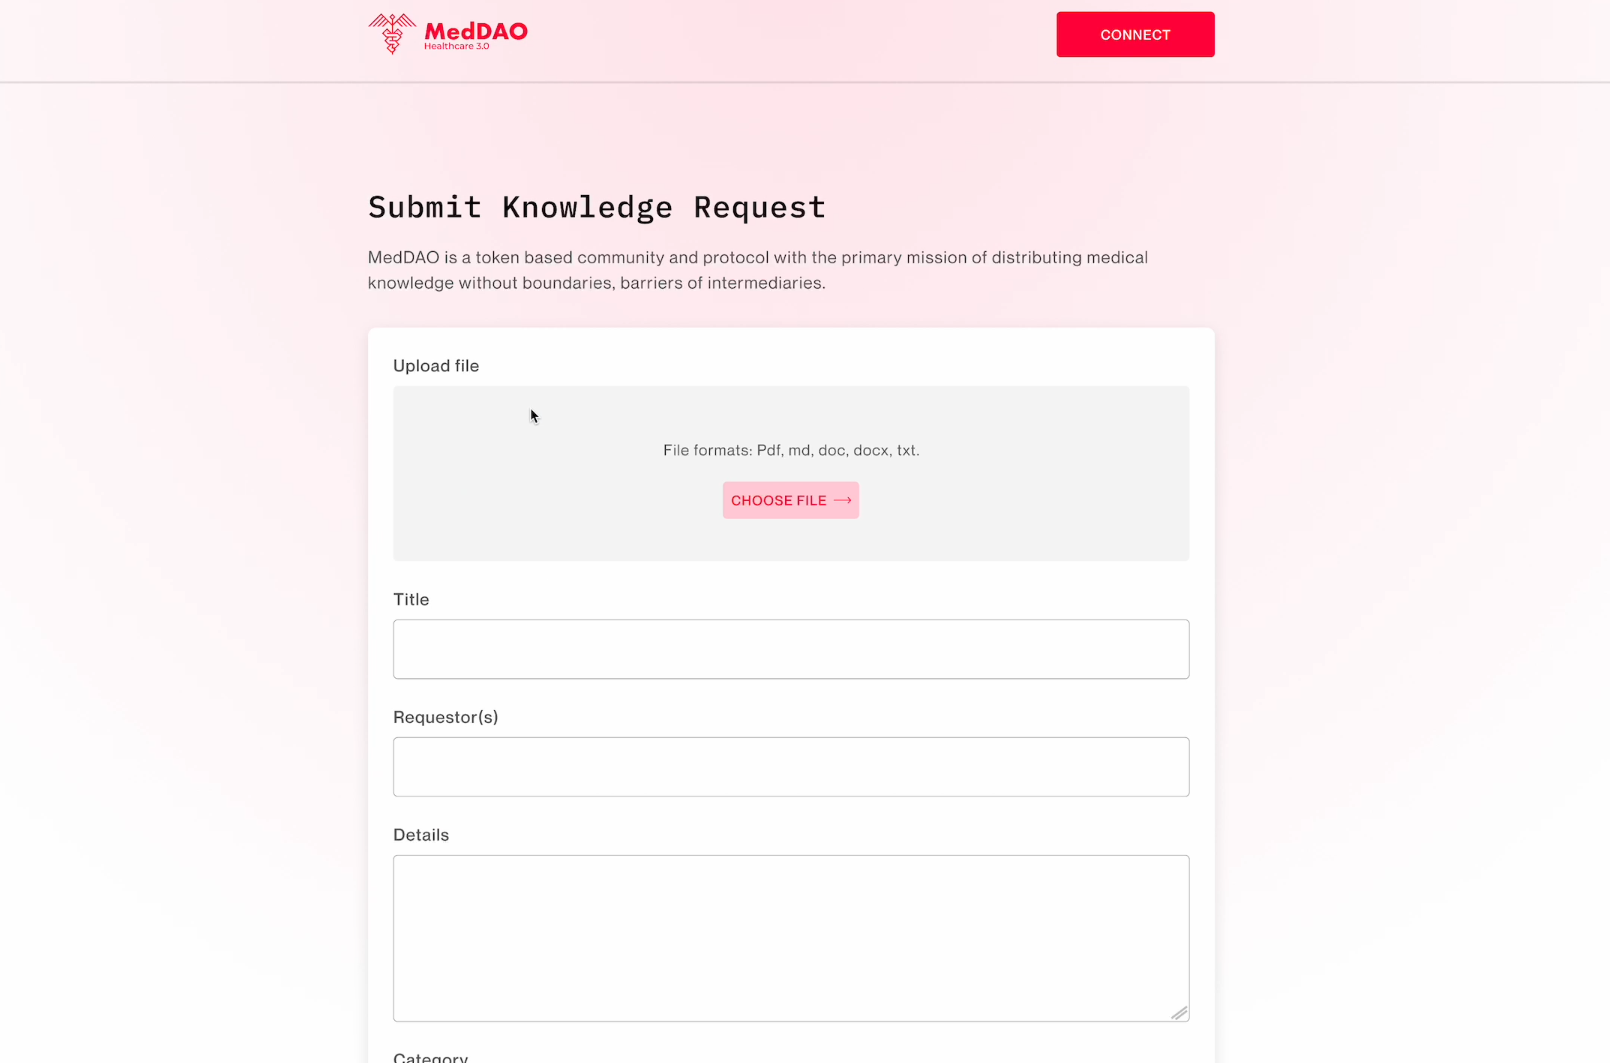 MedDAO
Healthcare 3.0
CONNECT
Submit Knowledge Request
MedDAO is a token based community and protocol with the primary mission of distributing medical
knowledge without boundaries, barriers of intermediaries.
Upload file
File formats: Pdf, md, doc, docx, txt.
CHOOSE FILE →
Title
Requestor(s)
Details
Category